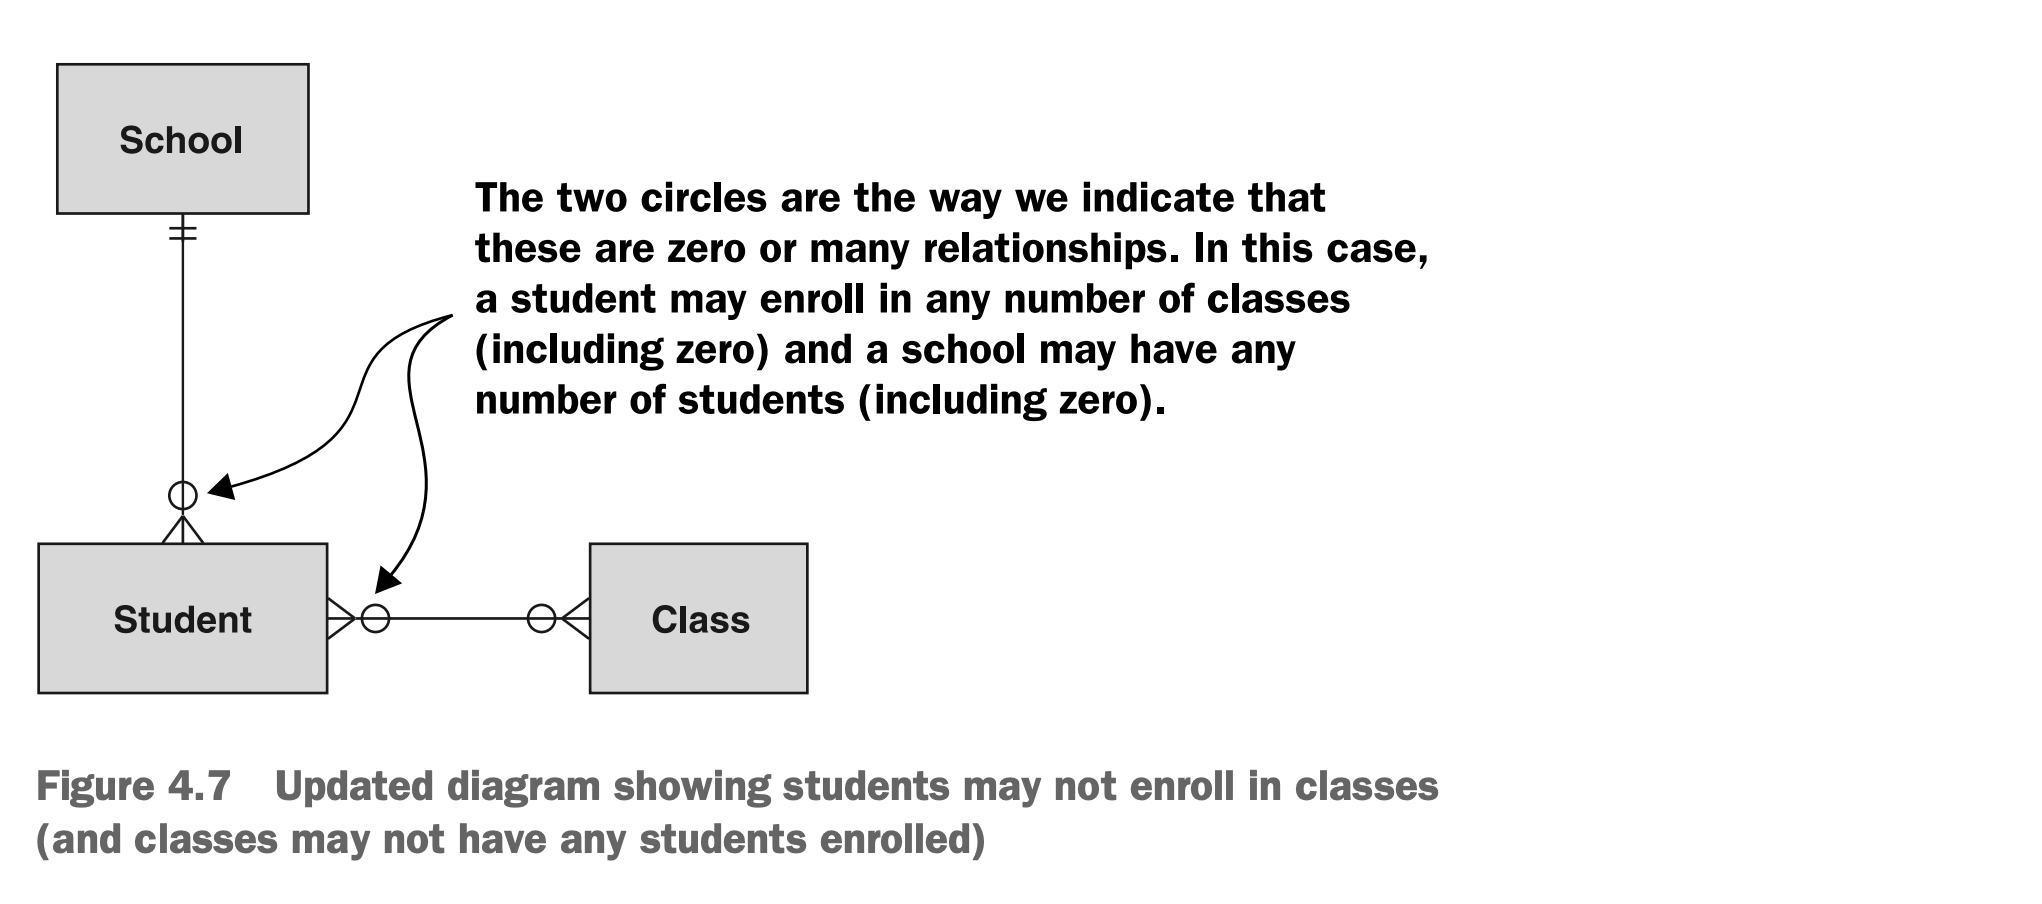 School
The two circles are the way we indicate that
these are zero or many relationships. In this case,
a student may enroll in any number of classes
(including zero) and a school may have any
number of students (including zero).
Student
Class
Figure 4.7 Updated diagram showing students may not enroll in classes
(and classes may not have any students enrolled)